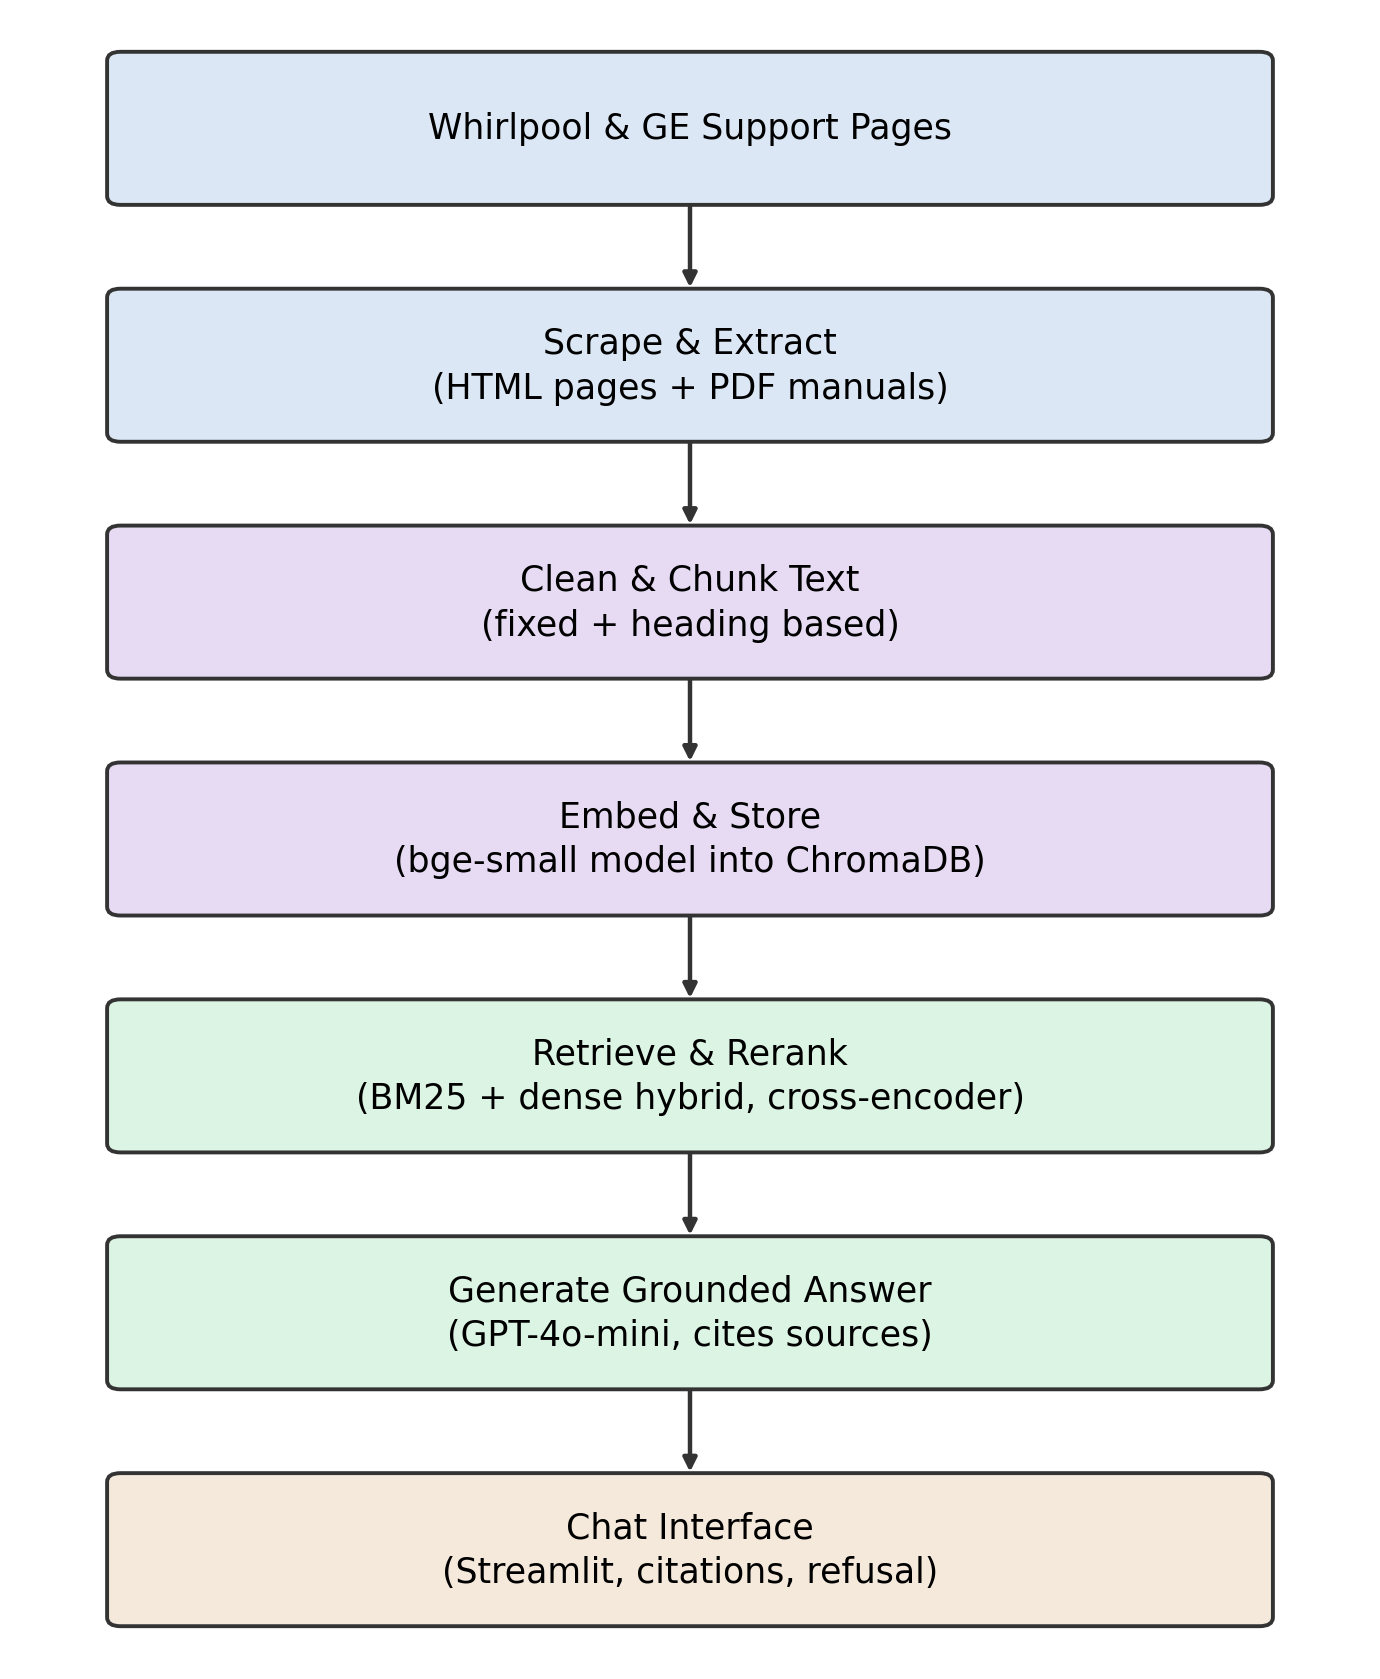 Whirlpool & GE Support Pages
Scrape & Extract
(HTML pages + PDF manuals)
Clean & Chunk Text
(fixed + heading based)
Embed & Store
(bge-small model into ChromaDB)
Retrieve & Rerank
(BM25 + dense hybrid, cross-encoder)
Generate Grounded Answer
(GPT-4o-mini, cites sources)
Chat Interface
(Streamlit, citations, refusal)